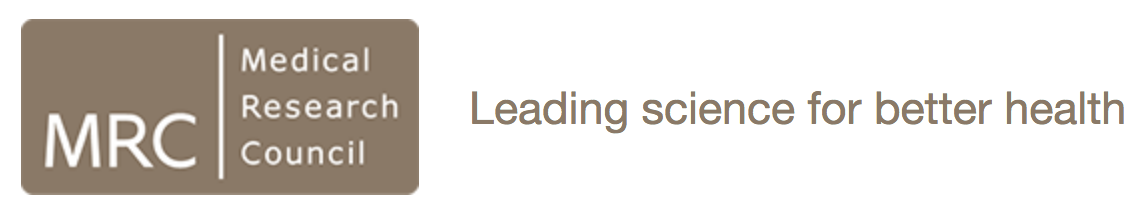 MRC
Medical
Research
Council
Leading science for better health